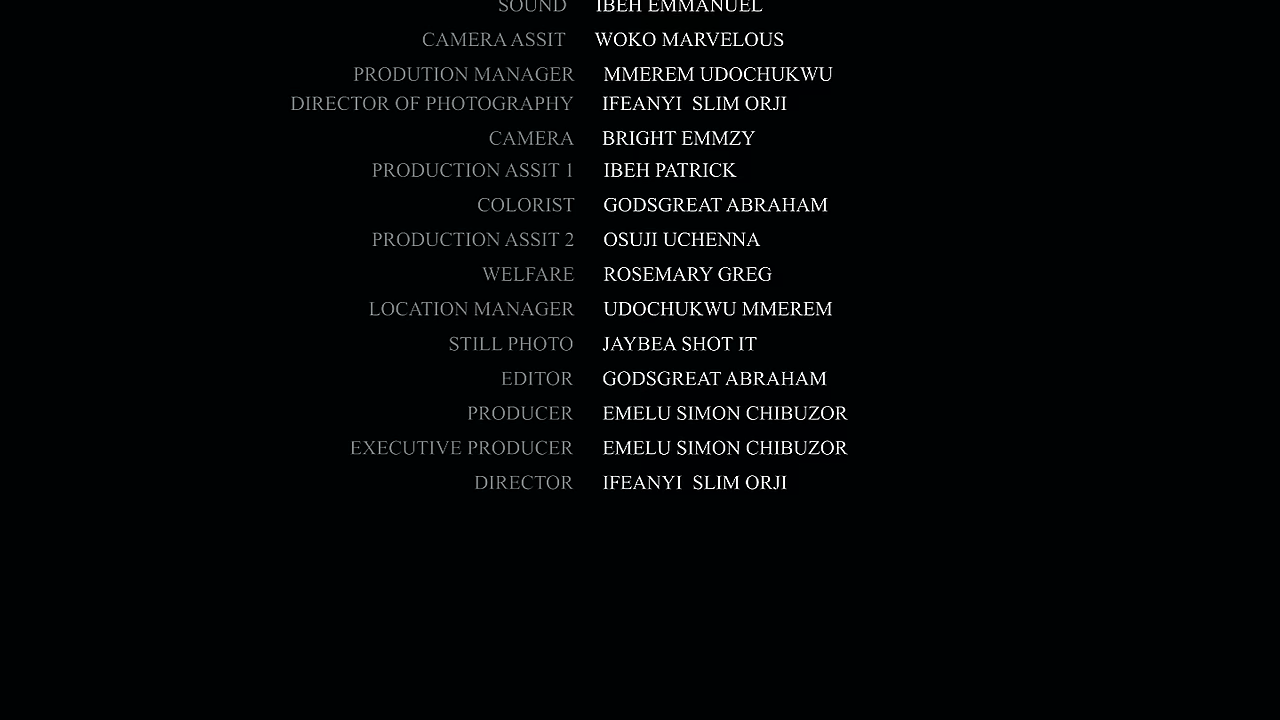 SOUND IBEH EMMANUEL
CAMERA ASSIT WOKO MARVELOUS
PRODUTION MANAGER MMEREM UDOCHUKWU
DIRECTOR OF PHOTOGRAPHY IFEANYI SLIM ORJI
CAMERA BRIGHT EMMZY
PRODUCTION ASSIT 1 IBEH PATRICK
COLORIST GODSGREAT ABRAHAM
PRODUCTION ASSIT 2 OSUJI UCHENNA
WELFARE ROSEMARY GREG
LOCATION MANAGER UDOCHUKWU MMEREM
STILL PHOTO JAYBEA SHOT IT
EDITOR GODSGREAT ABRAHAM
PRODUCER EMELU SIMON CHIBUZOR
EXECUTIVE PRODUCER EMELU SIMON CHIBUZOR
DIRECTOR IFEANYI SLIM ORJI